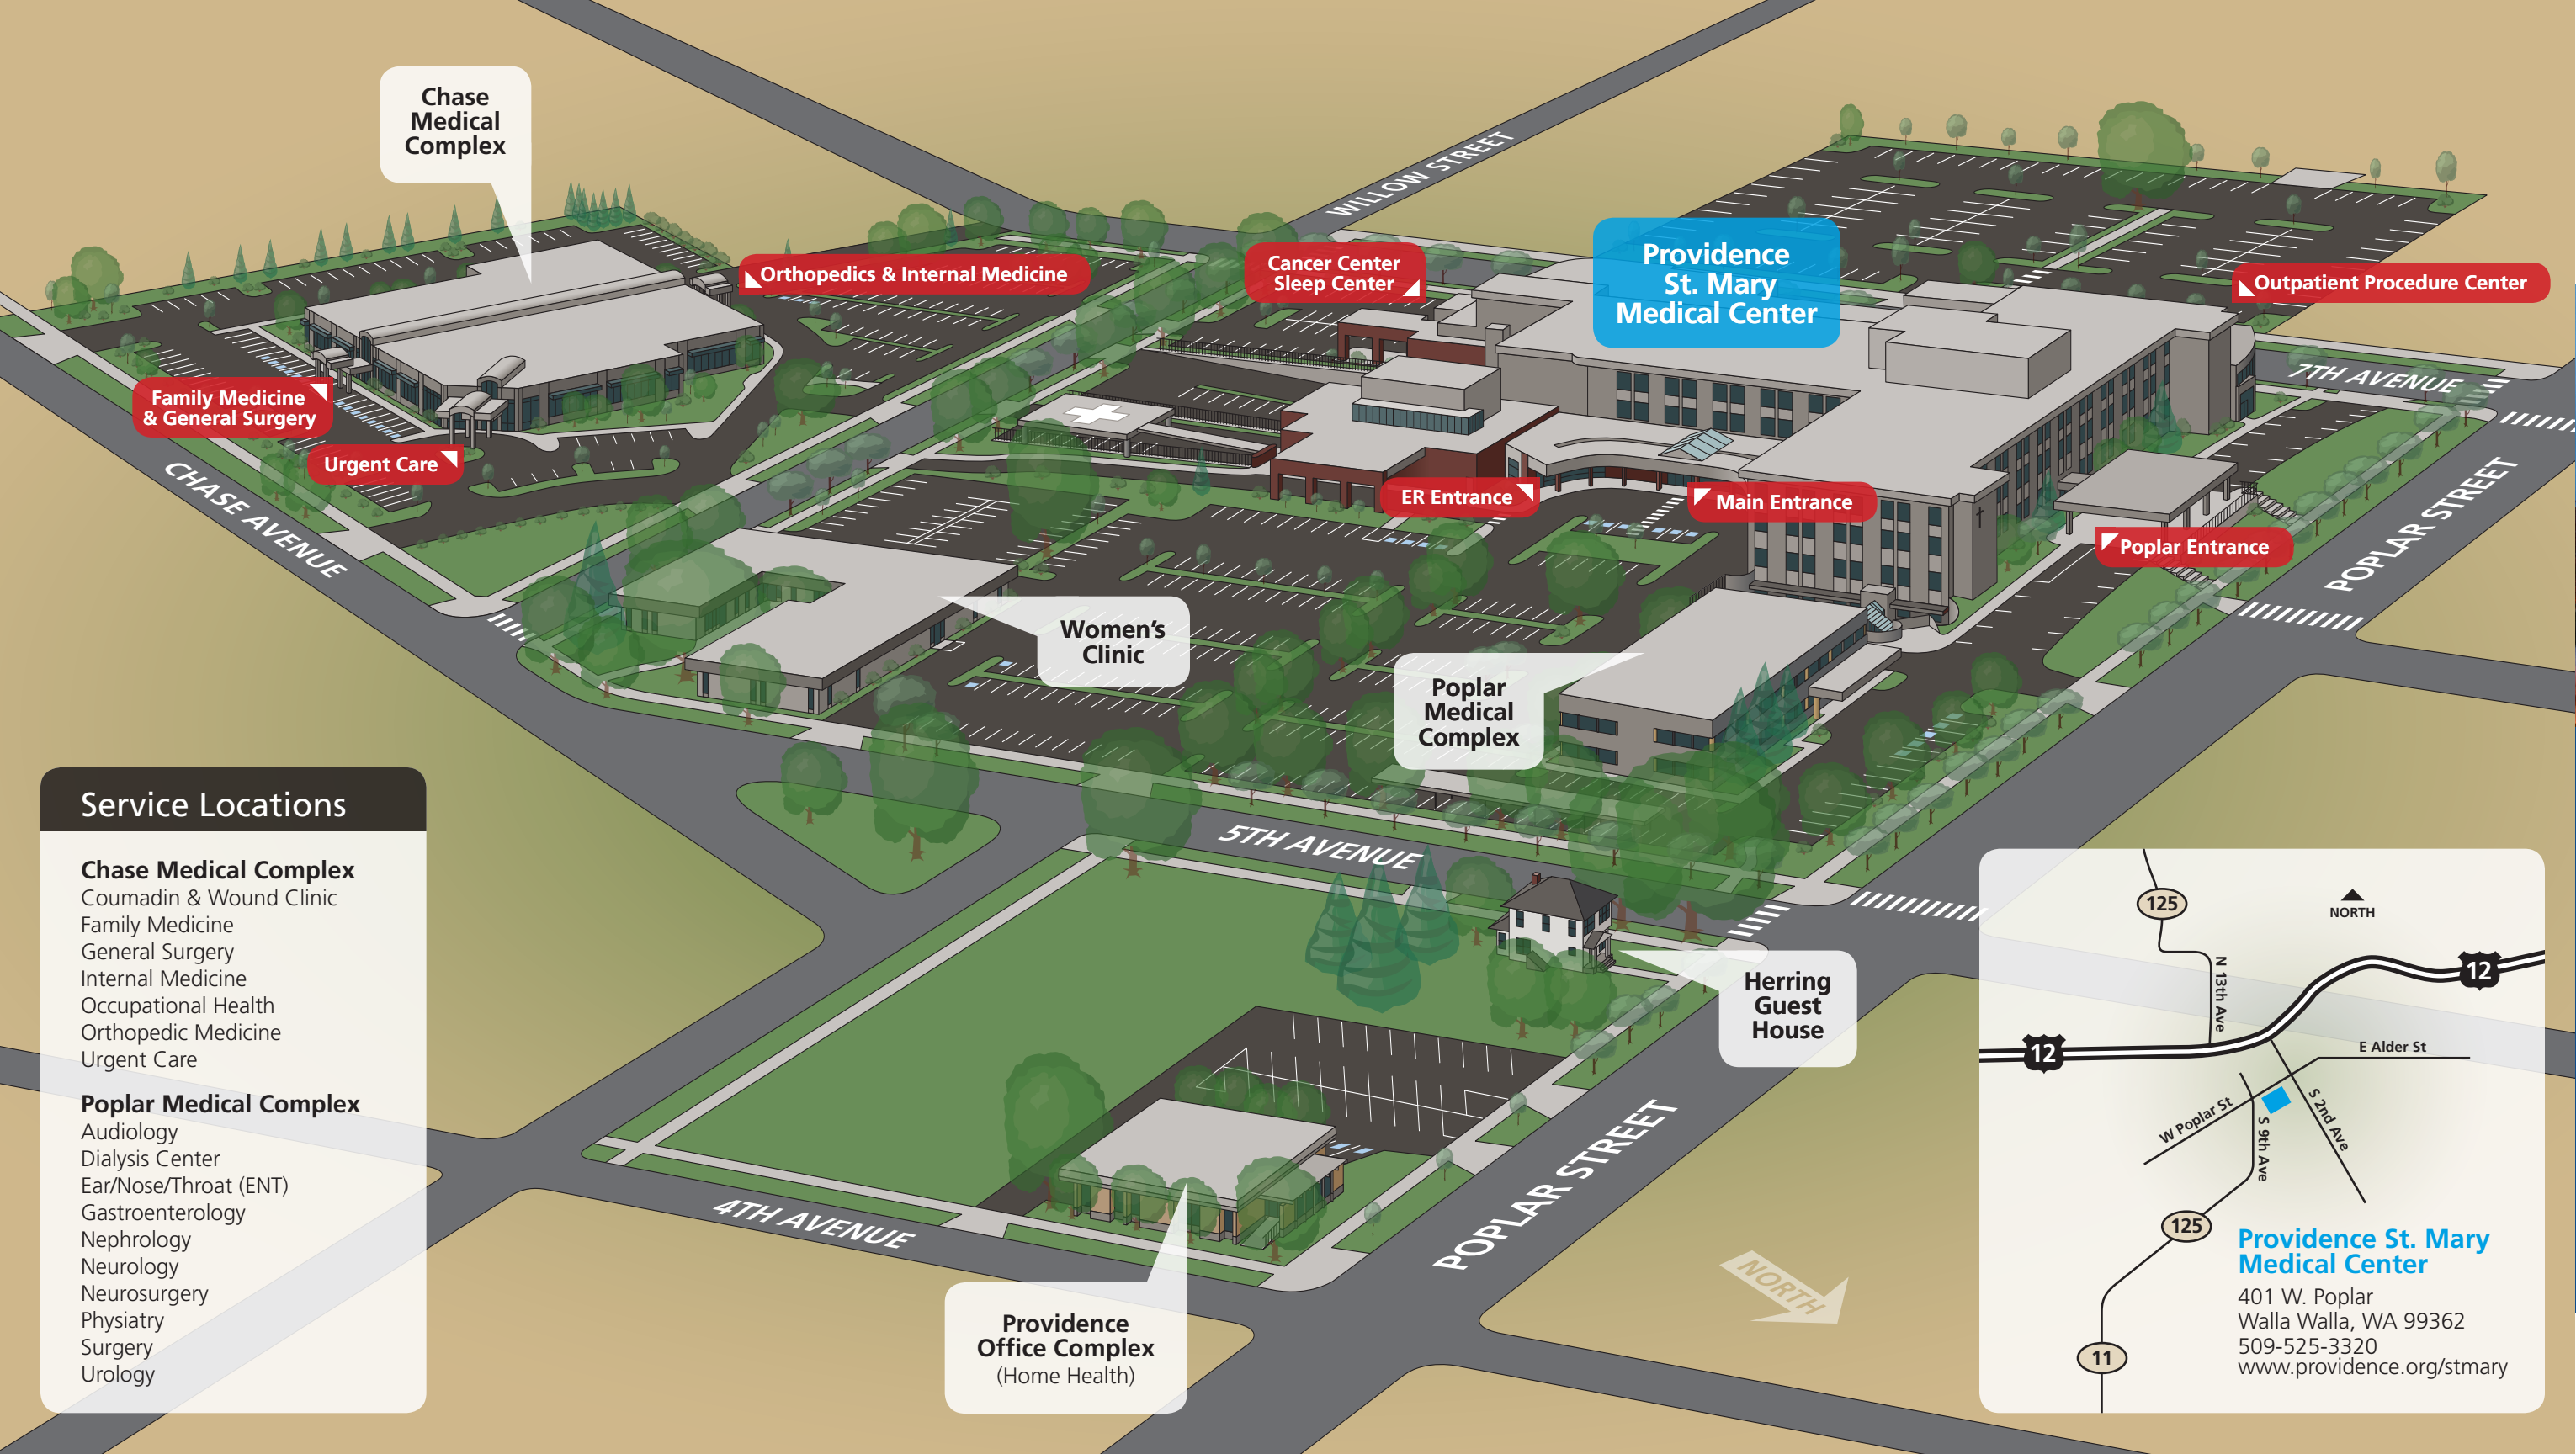 Chase
Medical
Complex
WILLOW STREET
Orthopedics & Internal Medicine
Cancer Center
Sleep Center
Providence
St. Mary
Medical Center
Outpatient Procedure Center
7TH AVENUE
Family Medicine
& General Surgery
Urgent Care
CHASE AVENUE
ER Entrance
Main Entrance
Poplar Entrance
POPLAR STREET
Women’s
Clinic
Poplar
Medical
Complex
5TH AVENUE
Herring
Guest
House
4TH AVENUE
POPLAR STREET
NORTH
Providence
Office Complex
(Home Health)
Service Locations
Chase Medical Complex
Coumadin & Wound Clinic
Family Medicine
General Surgery
Internal Medicine
Occupational Health
Orthopedic Medicine
Urgent Care
Poplar Medical Complex
Audiology
Dialysis Center
Ear/Nose/Throat (ENT)
Gastroenterology
Nephrology
Neurology
Neurosurgery
Physiatry
Surgery
Urology
125
NORTH
N 13th Ave
12
12
E Alder St
W Poplar St
S 9th Ave
S 2nd Ave
125
11
Providence St. Mary
Medical Center
401 W. Poplar
Walla Walla, WA 99362
509-525-3320
www.providence.org/stmary